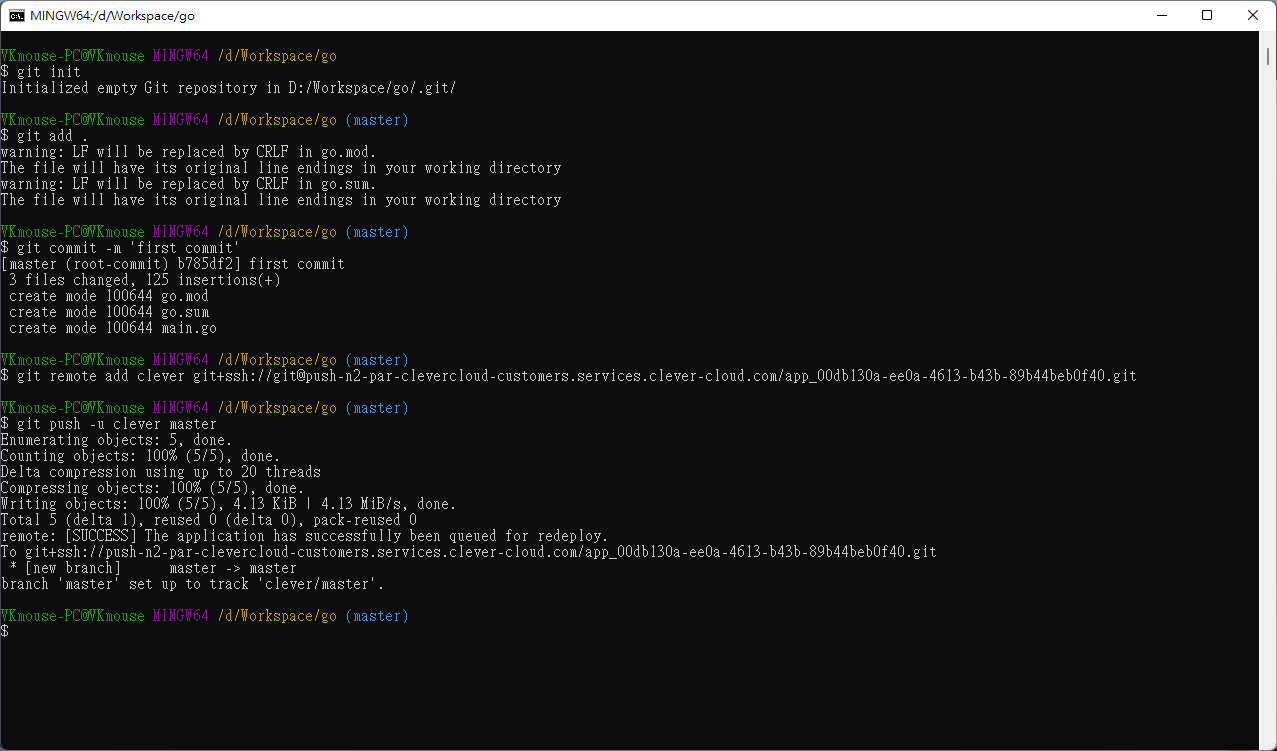 MINGW64:/d/Workspace/go
VKmouse-PC@VKmouse MINGW64 /d/Workspace/go
$ git init
Initialized empty Git repository in D:/Workspace/go/.git/
VKmouse-PC@VKmouse MINGW64 /d/Workspace/go (master)
$ git add .
warning: LF will be replaced by CRLF in go.mod.
The file will have its original line endings in your working directory
warning: LF will be replaced by CRLF in go.sum.
The file will have its original line endings in your working directory
VKmouse-PC@VKmouse MINGW64 /d/Workspace/go (master)
$ git commit -m 'first commit'
[master (root-commit) b785df2] first commit
 3 files changed, 125 insertions(+)
 create mode 100644 go.mod
 create mode 100644 go.sum
 create mode 100644 main.go
VKmouse-PC@VKmouse MINGW64 /d/Workspace/go (master)
$ git remote add clever git+ssh://git@push-n2-par-clevercloud-customers.services.clever-cloud.com/app_00db130a-ee0a-4613-b43b-89b44beb0f40.git
VKmouse-PC@VKmouse MINGW64 /d/Workspace/go (master)
$ git push -u clever master
Enumerating objects: 5, done.
Counting objects: 100% (5/5), done.
Delta compression using up to 20 threads
Compressing objects: 100% (5/5), done.
Writing objects: 100% (5/5), 4.13 KiB | 4.13 MiB/s, done.
Total 5 (delta 1), reused 0 (delta 0), pack-reused 0
remote: [SUCCESS] The application has successfully been queued for redeploy.
To git+ssh://push-n2-par-clevercloud-customers.services.clever-cloud.com/app_00db130a-ee0a-4613-b43b-89b44beb0f40.git
 * [new branch]      master -> master
branch 'master' set up to track 'clever/master'.
VKmouse-PC@VKmouse MINGW64 /d/Workspace/go (master)
$